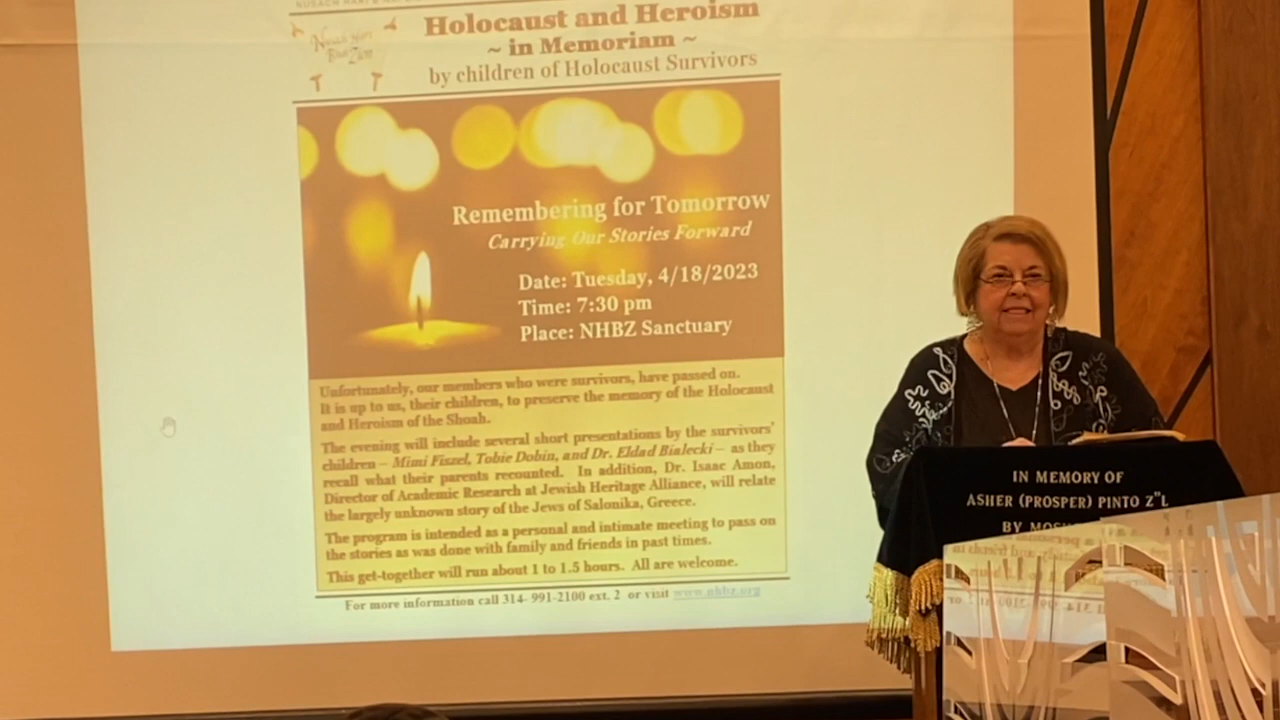 Nusach Hari
B'nai Zion
Holocaust and Heroism
~ in Memoriam ~
by children of Holocaust Survivors
Remembering for Tomorrow
Carrying Our Stories Forward
Date: Tuesday, 4/18/2023
Time: 7:30 pm
Place: NHBZ Sanctuary
Unfortunately, our members who were survivors, have passed on.
It is up to us, their children, to preserve the memory of the Holocaust
and Heroism of the Shoah.
The evening will include several short presentations by the survivors'
children – Mimi Fiszel, Tobie Dobin, and Dr. Eldad Bialecki – as they
recall what their parents recounted. In addition, Dr. Isaac Amon,
Director of Academic Research at Jewish Heritage Alliance, will relate
the largely unknown story of the Jews of Salonika, Greece.
The program is intended as a personal and intimate meeting to pass on
the stories as was done with family and friends in past times.
This get-together will run about 1 to 1.5 hours. All are welcome.
For more information call 314-991-2100 ext. 2 or visit www.nhbz.org
IN MEMORY OF
ASHER (PROSPER) PINTO Z"L
BY